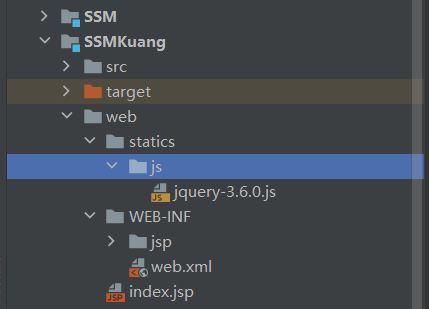 SSM
SSMKuang
src
target
web
statics
js
jquery-3.6.0.js
WEB-INF
jsp
web.xml
index.jsp